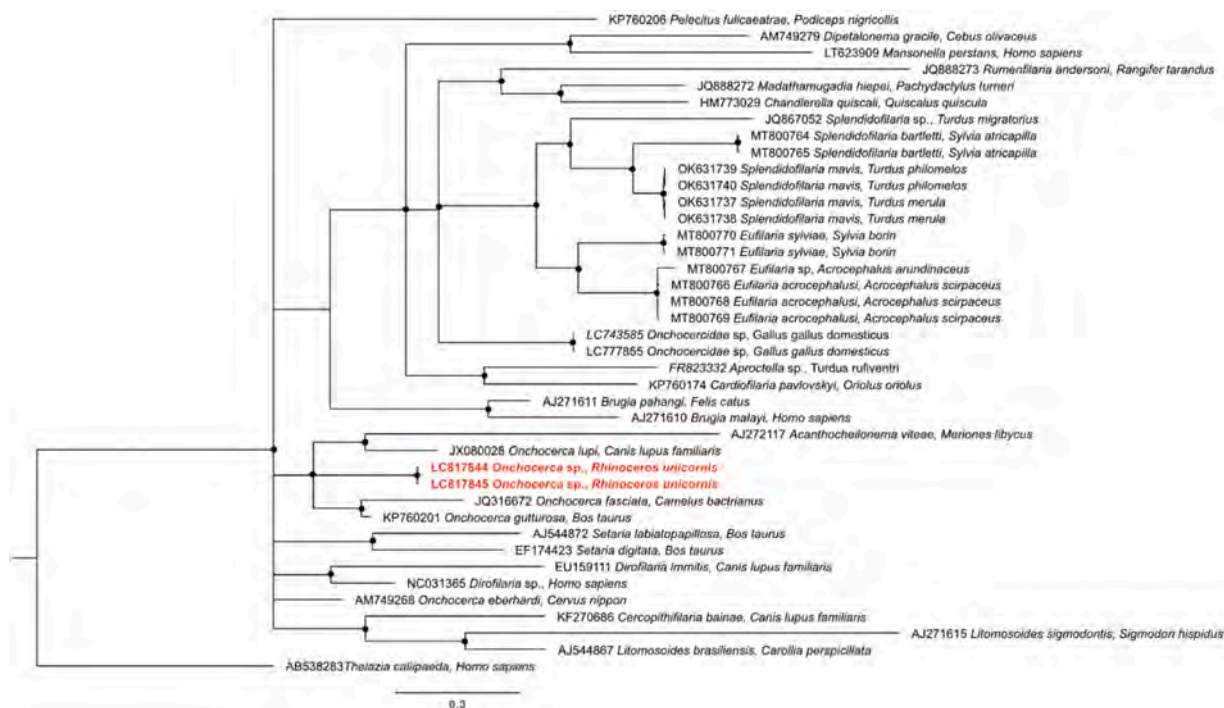 KP760206 Pelecitus fulicaeatrae, Podiceps nigricollis
AM749279 Dipetalonema gracile, Cebus olivaceus
LT623909 Mansonella perstans, Homo sapiens
JQ888273 Rumenfilaria andersoni, Rangifer tarandus
JQ888272 Madathamugadia hiepei, Pachydactylus turneri
HM773029 Chandlerella quiscali, Quiscalus quiscula
JQ867052 Splendidofilaria sp., Turdus migratorius
MT800764 Splendidofilaria bartletti, Sylvia atricapilla
MT800765 Splendidofilaria bartletti, Sylvia atricapilla
OK631739 Splendidofilaria mavis, Turdus philomelos
OK631740 Splendidofilaria mavis, Turdus philomelos
OK631737 Splendidofilaria mavis, Turdus merula
OK631738 Splendidofilaria mavis, Turdus merula
MT800770 Eufilaria sylviae, Sylvia borin
MT800771 Eufilaria sylviae, Sylvia borin
MT800767 Eufilaria sp, Acrocephalus arundinaceus
MT800766 Eufilaria acrocephalusi, Acrocephalus scirpaceus
MT800768 Eufilaria acrocephalusi, Acrocephalus scirpaceus
MT800769 Eufilaria acrocephalusi, Acrocephalus scirpaceus
LC743585 Onchocercidae sp, Gallus gallus domesticus
LC777855 Onchocercidae sp, Gallus gallus domesticus
FR823332 Aproctella sp., Turdus rufiventri
KP760174 Cardiofilaria pavlovskyi, Oriolus oriolus
AJ271611 Brugia pahangi, Felis catus
AJ271610 Brugia malayi, Homo sapiens
AJ272117 Acanthocheilonema viteae, Meriones libycus
JX080028 Onchocerca lupi, Canis lupus familiaris
LC817844 Onchocerca sp., Rhinoceros unicornis
LC817845 Onchocerca sp., Rhinoceros unicornis
JQ316672 Onchocerca fasciata, Camelus bactrianus
KP760201 Onchocerca gutturosa, Bos taurus
AJ544872 Setaria labiatopapillosa, Bos taurus
EF174423 Setaria digitata, Bos taurus
EU159111 Dirofilaria immitis, Canis lupus familiaris
NC031365 Dirofilaria sp., Homo sapiens
AM749268 Onchocerca eberhardi, Cervus nippon
KF270686 Cercopithifilaria bainae, Canis lupus familiaris
AJ271615 Litomosoides sigmodontis, Sigmodon hispidus
AJ544867 Litomosoides brasiliensis, Carollia perspicillata
AB538283Thelazia callipaeda, Homo sapiens
0.3